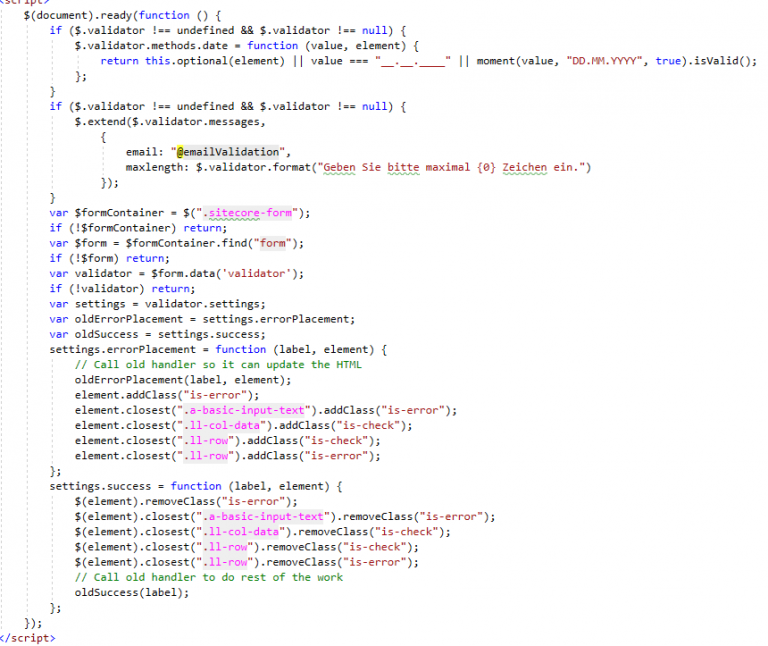 <script>
$(document).ready(function () {
if ($.validator !== undefined && $.validator !== null) {
$.validator.methods.date = function (value, element) {
return this.optional(element) || value === "__.__.____" || moment(value, "DD.MM.YYYY", true).isValid();
};
}
if ($.validator !== undefined && $.validator !== null) {
$.extend($.validator.messages,
{
email: "@emailValidation",
maxlength: $.validator.format("Geben Sie bitte maximal {0} Zeichen ein.")
});
}
var $formContainer = $(".sitecore-form");
if (!$formContainer) return;
var $form = $formContainer.find("form");
if (!$form) return;
var validator = $form.data('validator');
if (!validator) return;
var settings = validator.settings;
var oldErrorPlacement = settings.errorPlacement;
var oldSuccess = settings.success;
settings.errorPlacement = function (label, element) {
// Call old handler so it can update the HTML
oldErrorPlacement(label, element);
element.addClass("is-error");
element.closest(".a-basic-input-text").addClass("is-error");
element.closest(".ll-col-data").addClass("is-check");
element.closest(".ll-row").addClass("is-check");
element.closest(".ll-row").addClass("is-error");
};
settings.success = function (label, element) {
$(element).removeClass("is-error");
$(element).closest(".a-basic-input-text").removeClass("is-error");
$(element).closest(".ll-col-data").removeClass("is-check");
$(element).closest(".ll-row").removeClass("is-check");
$(element).closest(".ll-row").removeClass("is-error");
// Call old handler to do rest of the work
oldSuccess(label);
};
});
</script>